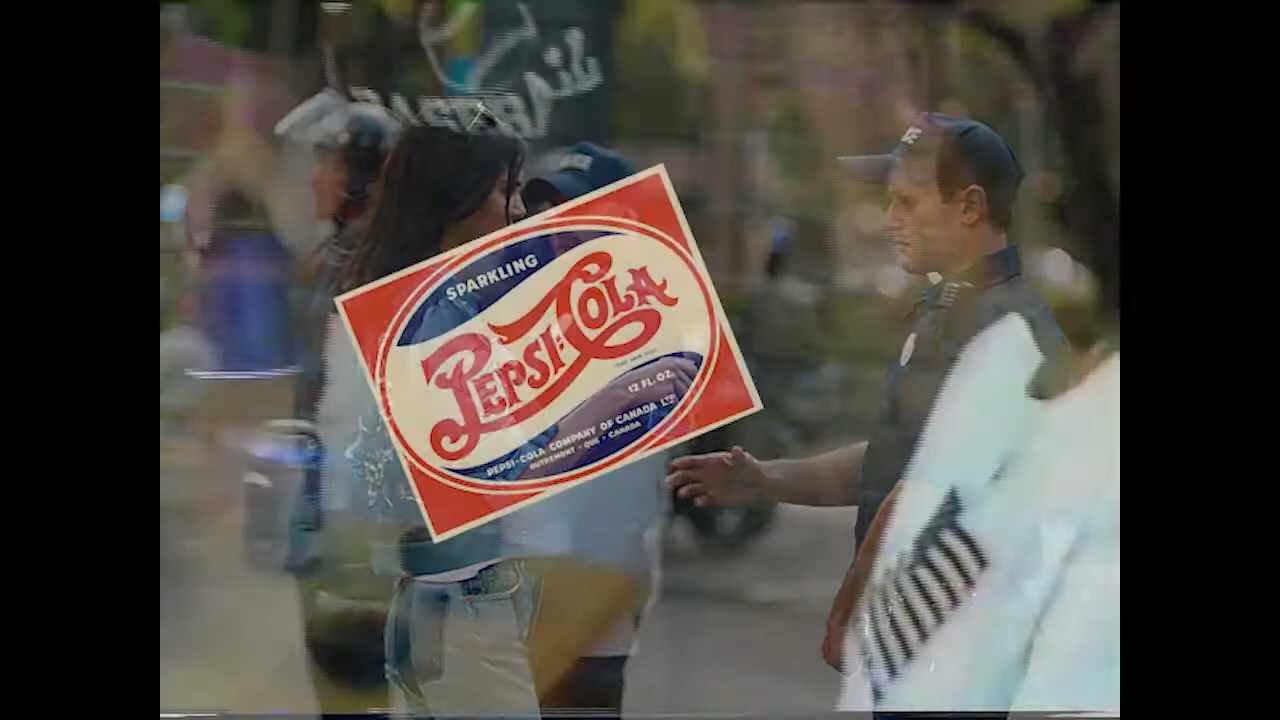 SPARKLING
PEPSI-COLA
12 FL. OZ.
PEPSI-COLA COMPANY OF CANADA LTD
OUTREMONT - QUE - CANADA